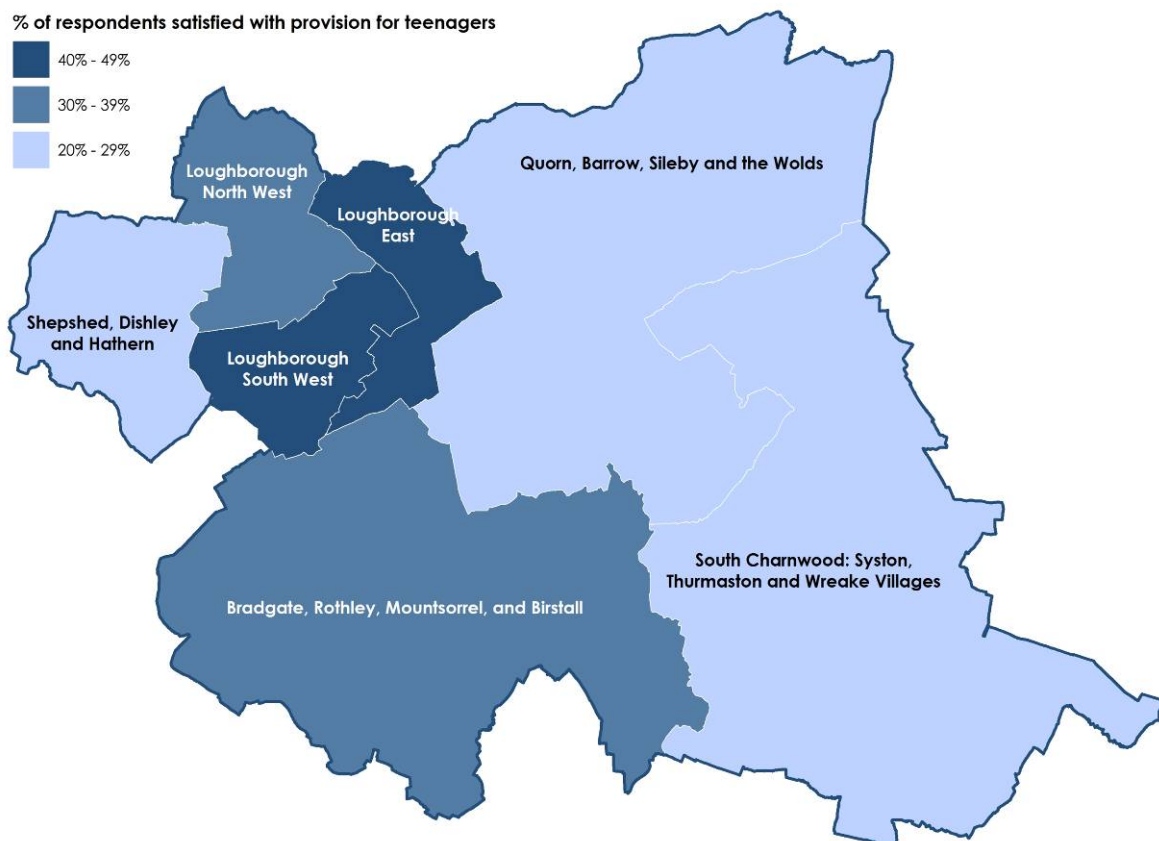 % of respondents satisfied with provision for teenagers
40% - 49%
30% - 39%
20% - 29%
Quorn, Barrow, Sileby and the Wolds
Loughborough
North West
Loughborough
East
Shepshed, Dishley
and Hathern
Loughborough
South West
South Charnwood: Syston,
Thurmaston and Wreake Villages
Bradgate, Rothley, Mountsorrel, and Birstall